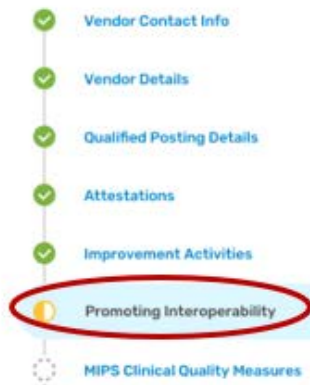 Vendor Contact Info
Vendor Details
Qualified Posting Details
Attestations
Improvement Activities
Promoting Interoperability
MIPS Clinical Quality Measures